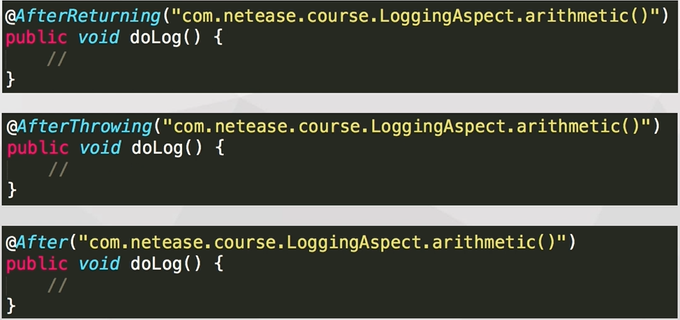 @AfterReturning("com.netease.course.LoggingAspect.arithmetic()")
public void doLog() {
    //
}
@AfterThrowing("com.netease.course.LoggingAspect.arithmetic()")
public void doLog() {
    //
}
@After("com.netease.course.LoggingAspect.arithmetic()")
public void doLog() {
    //
}